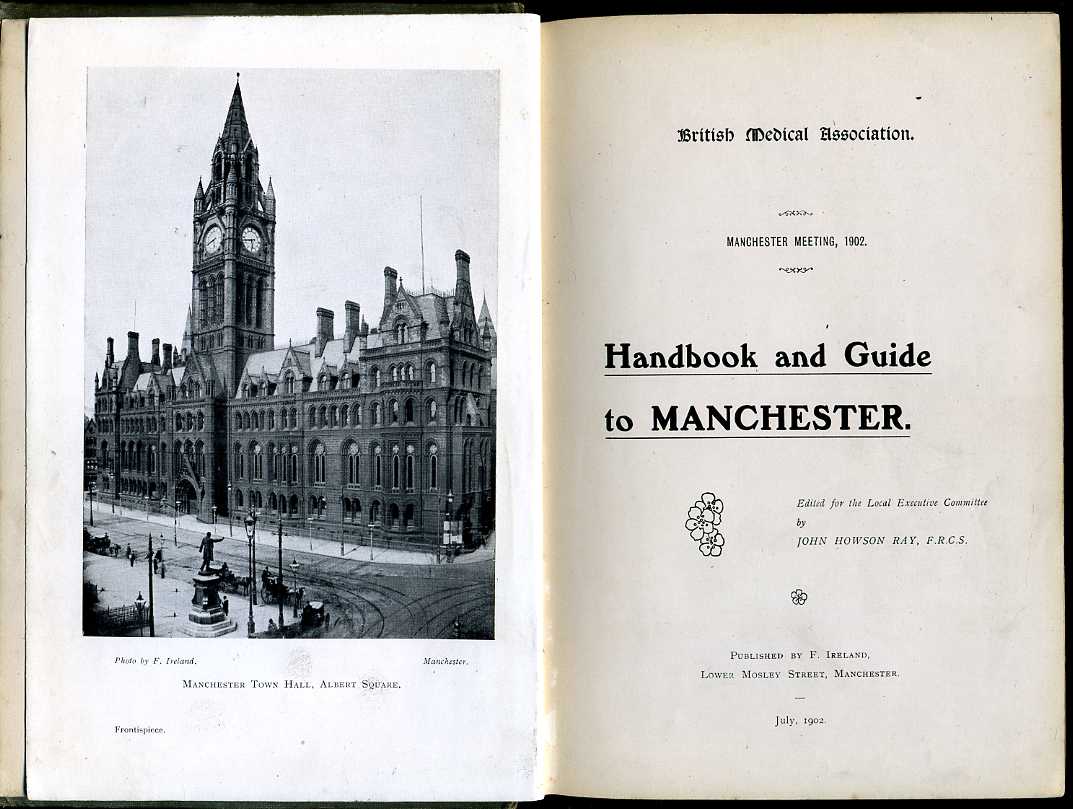 Photo by F. Ireland. Manchester.
Manchester Town Hall, Albert Square.
Frontispiece.
British Medical Association.
MANCHESTER MEETING, 1902.
Handbook and Guide
to MANCHESTER.
Edited for the Local Executive Committee
by
JOHN HOWSON RAY, F.R.C.S.
Published by F. Ireland,
Lower Mosley Street, Manchester.
July, 1902.